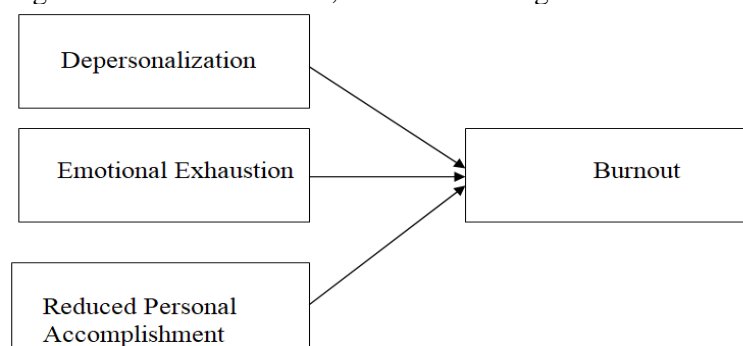 Depersonalization
Emotional Exhaustion
Burnout
Reduced Personal
Accomplishment